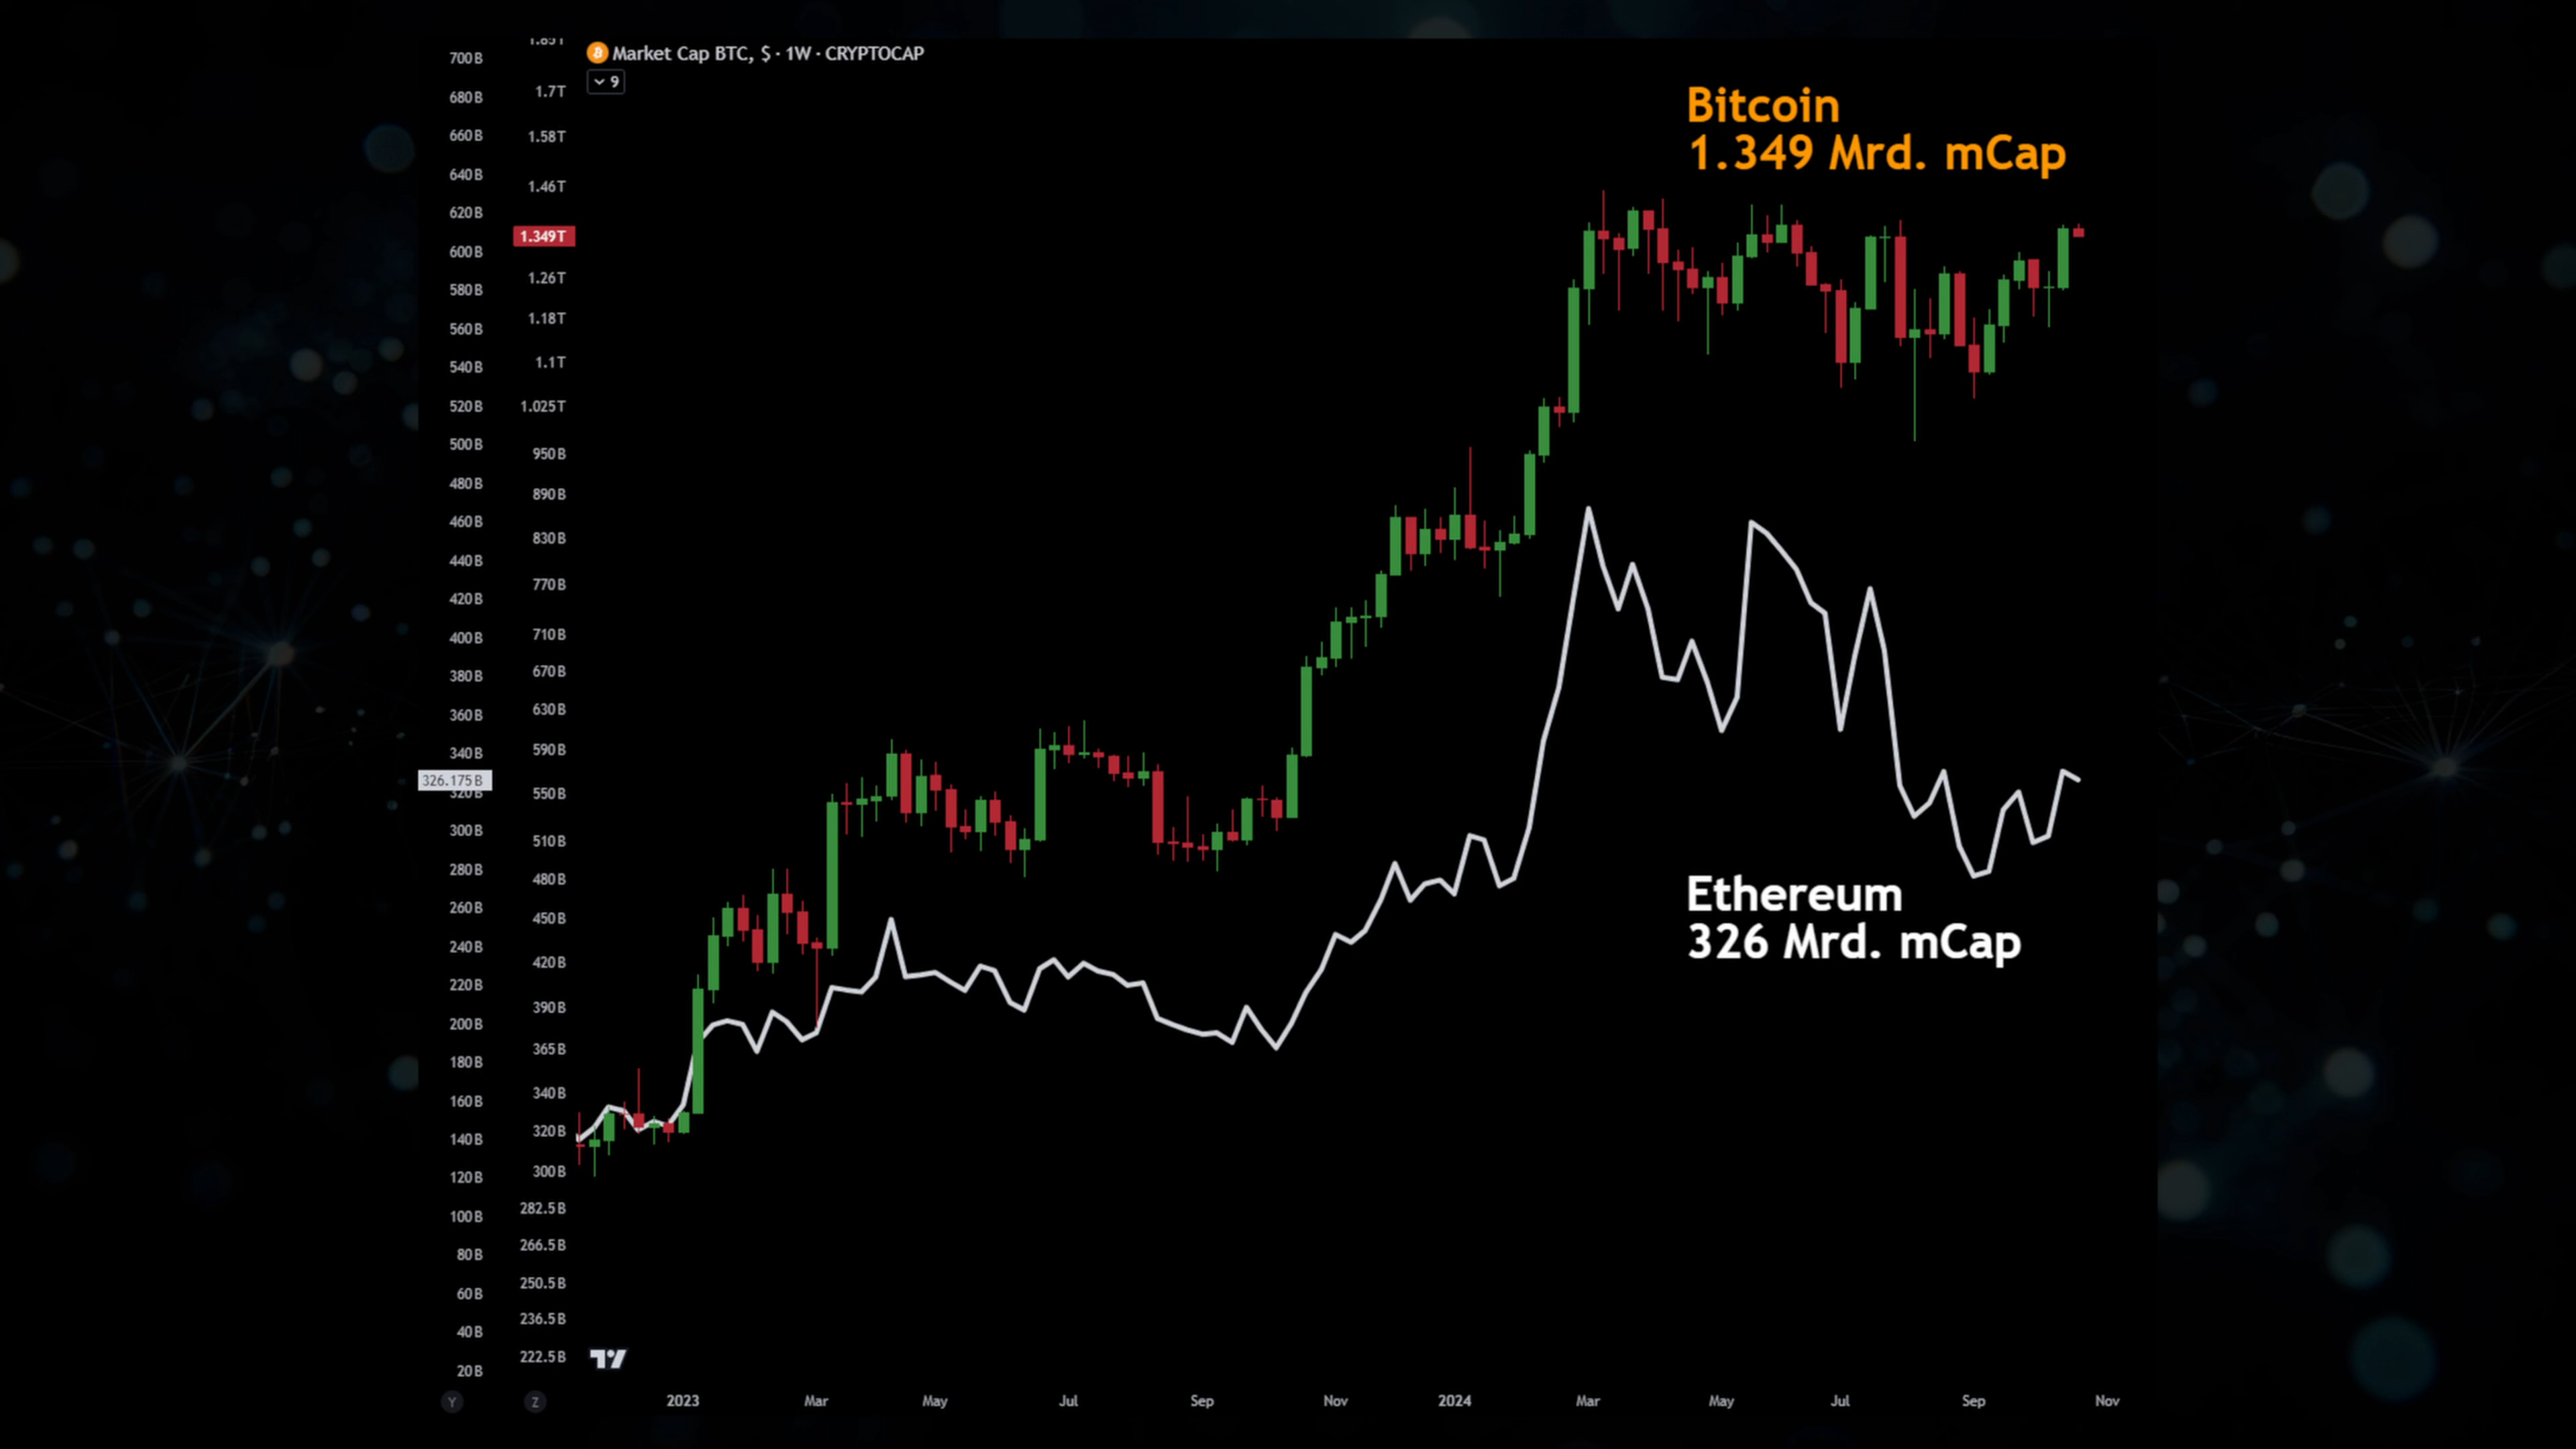 Market Cap BTC, $ · 1W · CRYPTOCAP
9
Bitcoin
1.349 Mrd. mCap
Ethereum
326 Mrd. mCap
700B
680B
660B
640B
620B
600B
580B
560B
540B
520B
500B
480B
460B
440B
420B
400B
380B
360B
340B
326.175B
320B
300B
280B
260B
240B
220B
200B
180B
160B
140B
120B
100B
80B
60B
40B
20B
1.85T
1.7T
1.58T
1.46T
1.349T
1.26T
1.18T
1.1T
1.025T
950B
890B
830B
770B
710B
670B
630B
590B
550B
510B
480B
450B
420B
390B
365B
340B
320B
300B
282.5B
266.5B
250.5B
236.5B
222.5B
Y Z 2023 Mar May Jul Sep Nov 2024 Mar May Jul Sep Nov